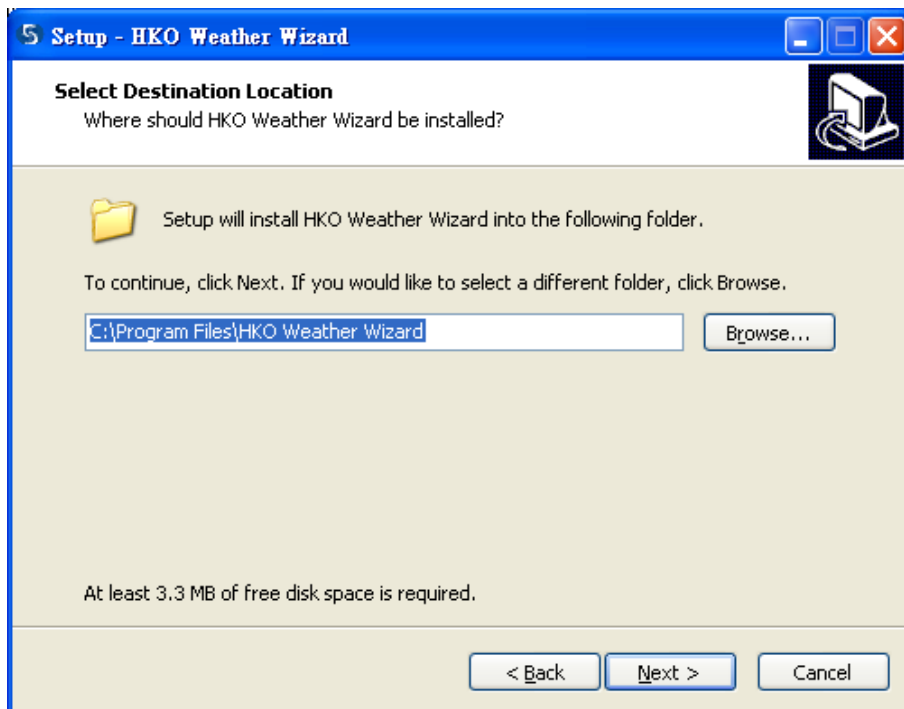 Setup - HKO Weather Wizard
Select Destination Location
Where should HKO Weather Wizard be installed?
Setup will install HKO Weather Wizard into the following folder.
To continue, click Next. If you would like to select a different folder, click Browse.
C:\Program Files\HKO Weather Wizard
Browse...
At least 3.3 MB of free disk space is required.
< Back
Next >
Cancel